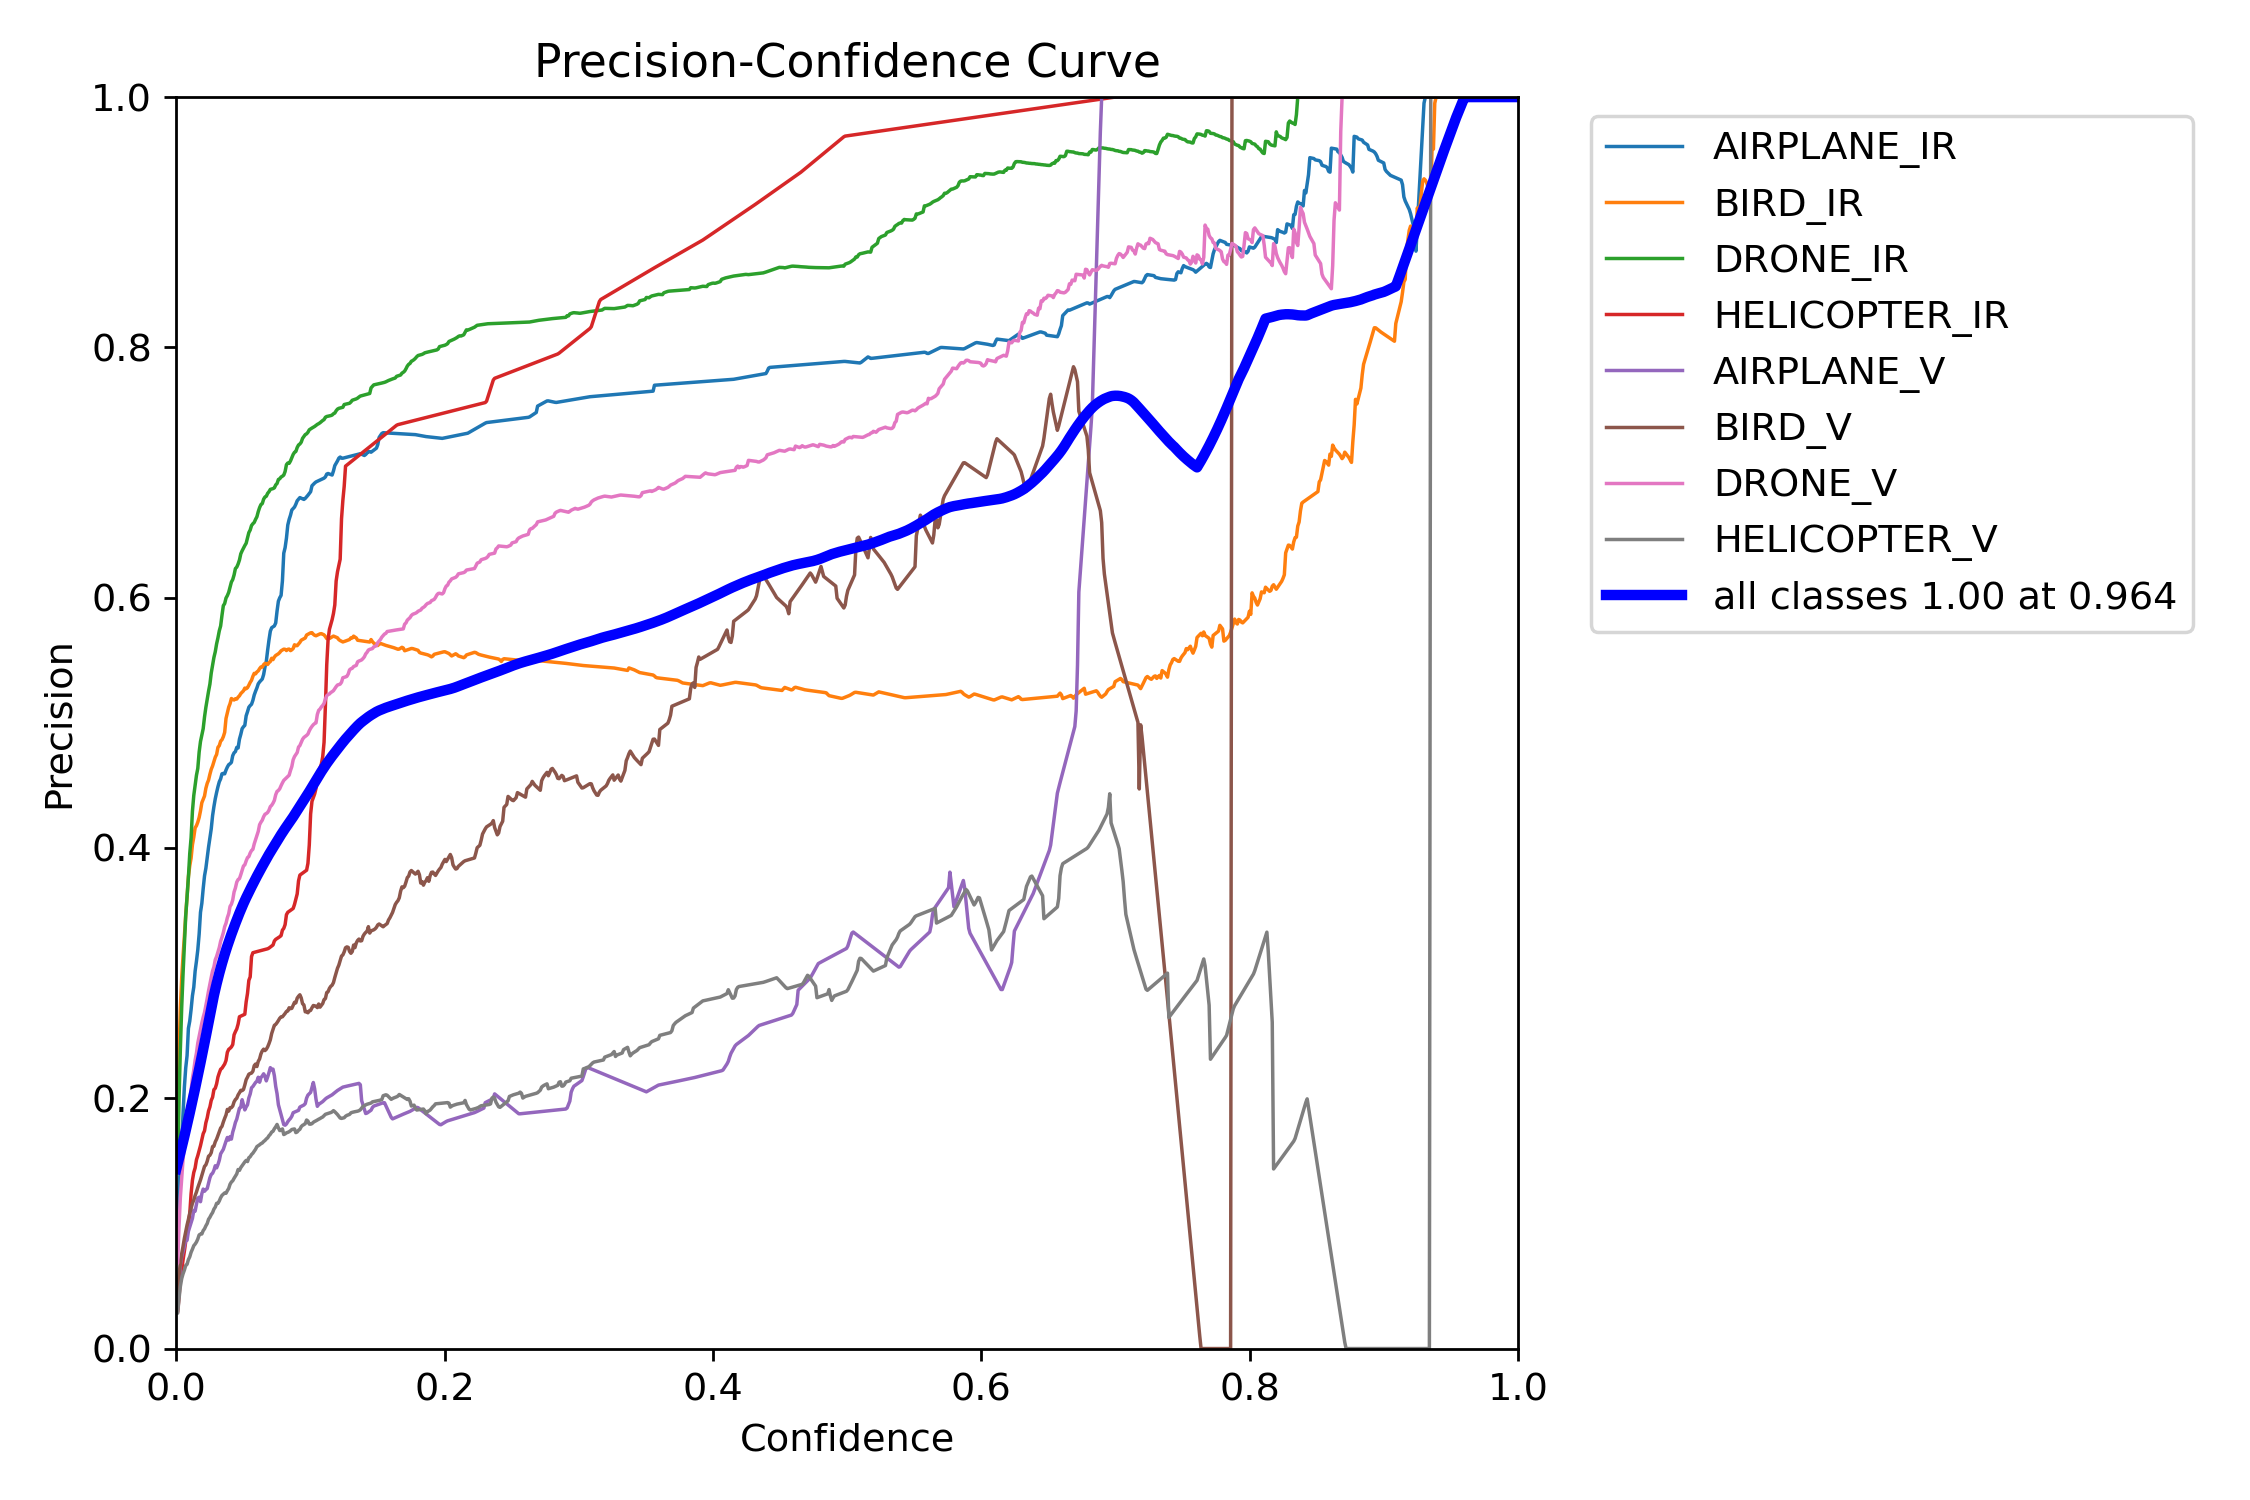 Precision-Confidence Curve
1.0
0.8
0.6
0.4
0.2
0.0
Precision
0.0 0.2 0.4 0.6 0.8 1.0
Confidence
AIRPLANE_IR
BIRD_IR
DRONE_IR
HELICOPTER_IR
AIRPLANE_V
BIRD_V
DRONE_V
HELICOPTER_V
all classes 1.00 at 0.964